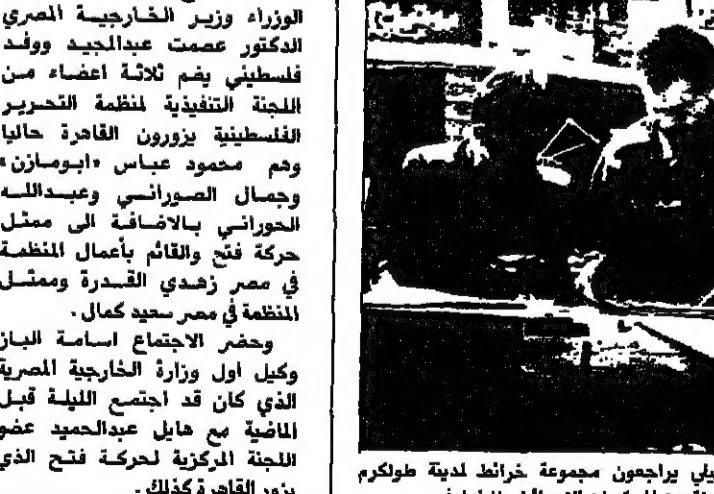 الوزراء وزير الخارجية المصري
الدكتور عصمت عبدالمجيد ووفد
فلسطيني يضم ثلاثة اعضاء من
اللجنة التنفيذية لمنظمة التحرير
الفلسطينية يزورون القاهرة حاليا
وهم محمود عباس «ابومازن»
وجمال الصوراني وعبدالله
الحوراني بالاضافة الى ممثل
حركة فتح والقائم بأعمال المنظمة
في مصر زهدي القدرة وممثل
المنظمة في مصر سعيد كمال .
وحضر الاجتماع اسامة الباز
وكيل اول وزارة الخارجية المصرية
الذي كان قد اجتمع الليلة قبل
الماضية مع هايل عبدالحميد عضو
اللجنة المركزية لحركة فتح الذي
يزور القاهرة كذلك .
يلي يراجعون مجموعة خرائط لمدينة طولكرم